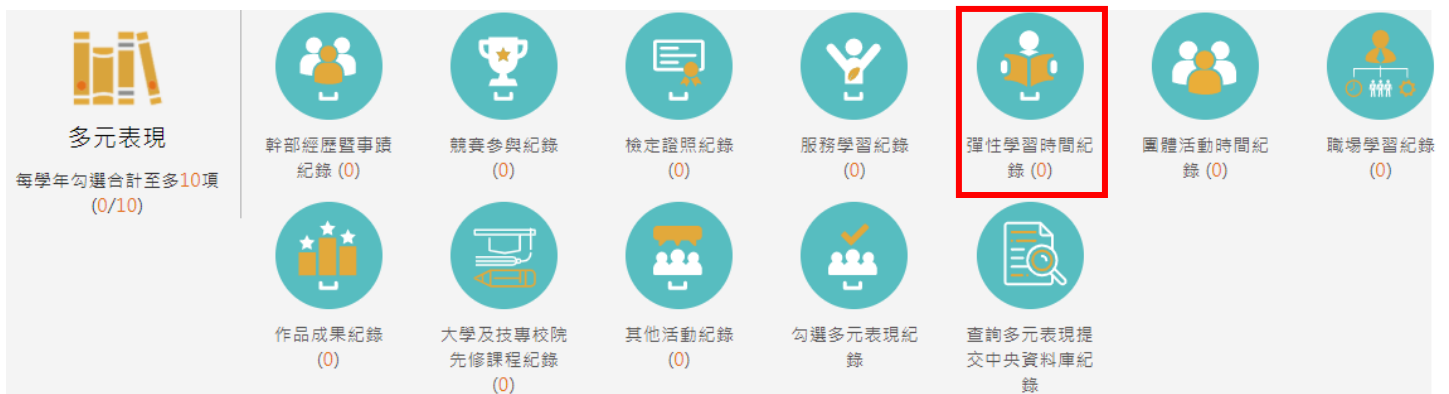 多元表現
每學年勾選合計至多10項
(0/10)
幹部經歷暨事蹟
紀錄 (0)
競賽參與紀錄
(0)
檢定證照紀錄
(0)
服務學習紀錄
(0)
彈性學習時間紀
錄 (0)
團體活動時間紀
錄 (0)
職場學習紀錄
(0)
作品成果紀錄
(0)
大學及技專校院
先修課程紀錄
(0)
其他活動紀錄
(0)
勾選多元表現紀
錄
查詢多元表現提
交中央資料庫紀
錄